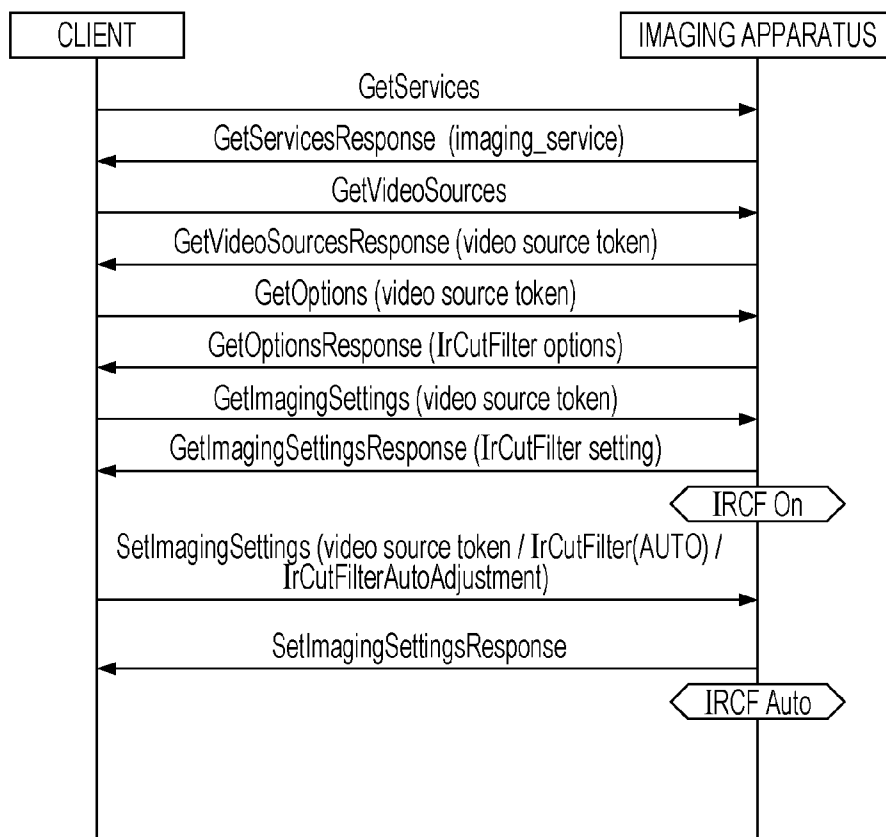 CLIENT
IMAGING APPARATUS
GetServices
GetServicesResponse (imaging_service)
GetVideoSources
GetVideoSourcesResponse (video source token)
GetOptions (video source token)
GetOptionsResponse (IrCutFilter options)
GetImagingSettings (video source token)
GetImagingSettingsResponse (IrCutFilter setting)
IRCF On
SetImagingSettings (video source token / IrCutFilter(AUTO) /
IrCutFilterAutoAdjustment)
SetImagingSettingsResponse
IRCF Auto